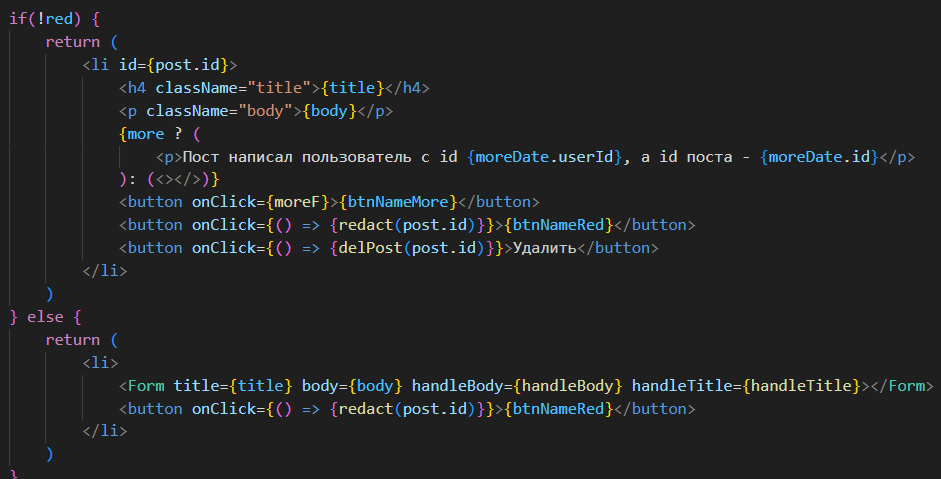 if(!red) {
return (
<li id={post.id}>
<h4 className="title">{title}</h4>
<p className="body">{body}</p>
{more ? (
<p>Пост написал пользователь с id {moreDate.userId}, а id поста - {moreDate.id}</p>
): (<></>)}
<button onClick={moreF}>{btnNameMore}</button>
<button onClick={() => {redact(post.id)}}>{btnNameRed}</button>
<button onClick={() => {delPost(post.id)}}>Удалить</button>
</li>
)
} else {
return (
<li>
<Form title={title} body={body} handleBody={handleBody} handleTitle={handleTitle}></Form>
<button onClick={() => {redact(post.id)}}>{btnNameRed}</button>
</li>
)
}